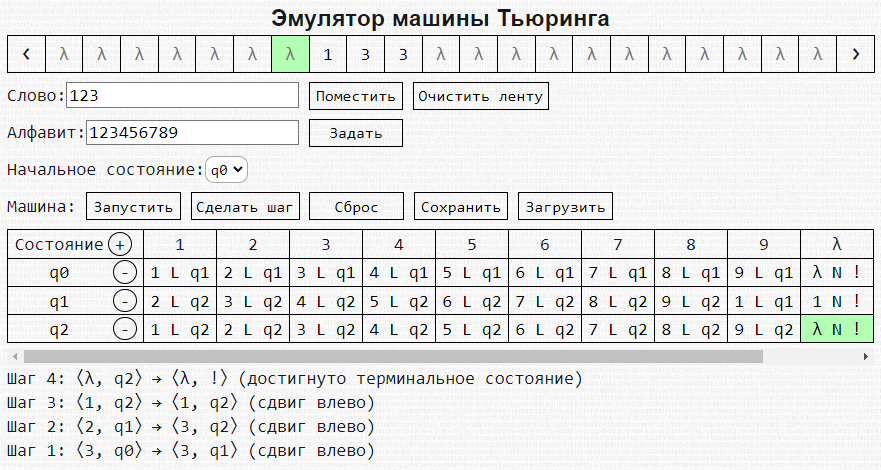 Эмулятор машины Тьюринга
< λ λ λ λ λ λ λ 1 3 3 λ λ λ λ λ λ λ λ λ λ λ >
Слово: 123 Поместить Очистить ленту
Алфавит: 123456789 Задать
Начальное состояние: q0
Машина: Запустить Сделать шаг Сброс Сохранить Загрузить
Состояние + 1 2 3 4 5 6 7 8 9 λ
q0 - 1 L q1 2 L q1 3 L q1 4 L q1 5 L q1 6 L q1 7 L q1 8 L q1 9 L q1 λ N !
q1 - 2 L q2 3 L q2 4 L q2 5 L q2 6 L q2 7 L q2 8 L q2 9 L q1 1 L q1 1 N !
q2 - 1 L q2 2 L q2 3 L q2 4 L q2 5 L q2 6 L q2 7 L q2 8 L q2 9 L q2 λ N !
Шаг 4: ⟨λ, q2⟩ → ⟨λ, !⟩ (достигнуто терминальное состояние)
Шаг 3: ⟨1, q2⟩ → ⟨1, q2⟩ (сдвиг влево)
Шаг 2: ⟨2, q1⟩ → ⟨3, q2⟩ (сдвиг влево)
Шаг 1: ⟨3, q0⟩ → ⟨3, q1⟩ (сдвиг влево)